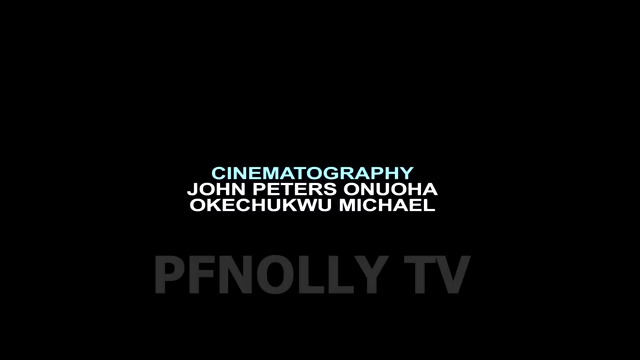 CINEMATOGRAPHY
JOHN PETERS ONUOHA
OKECHUKWU MICHAEL
PFNOLLY TV